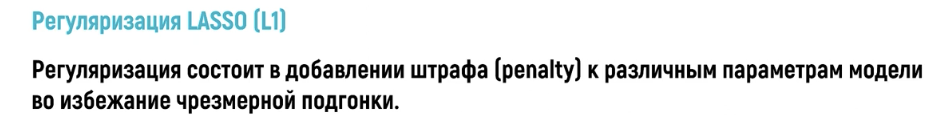 Регуляризация LASSO (L1)
Регуляризация состоит в добавлении штрафа (penalty) к различным параметрам модели
во избежание чрезмерной подгонки.